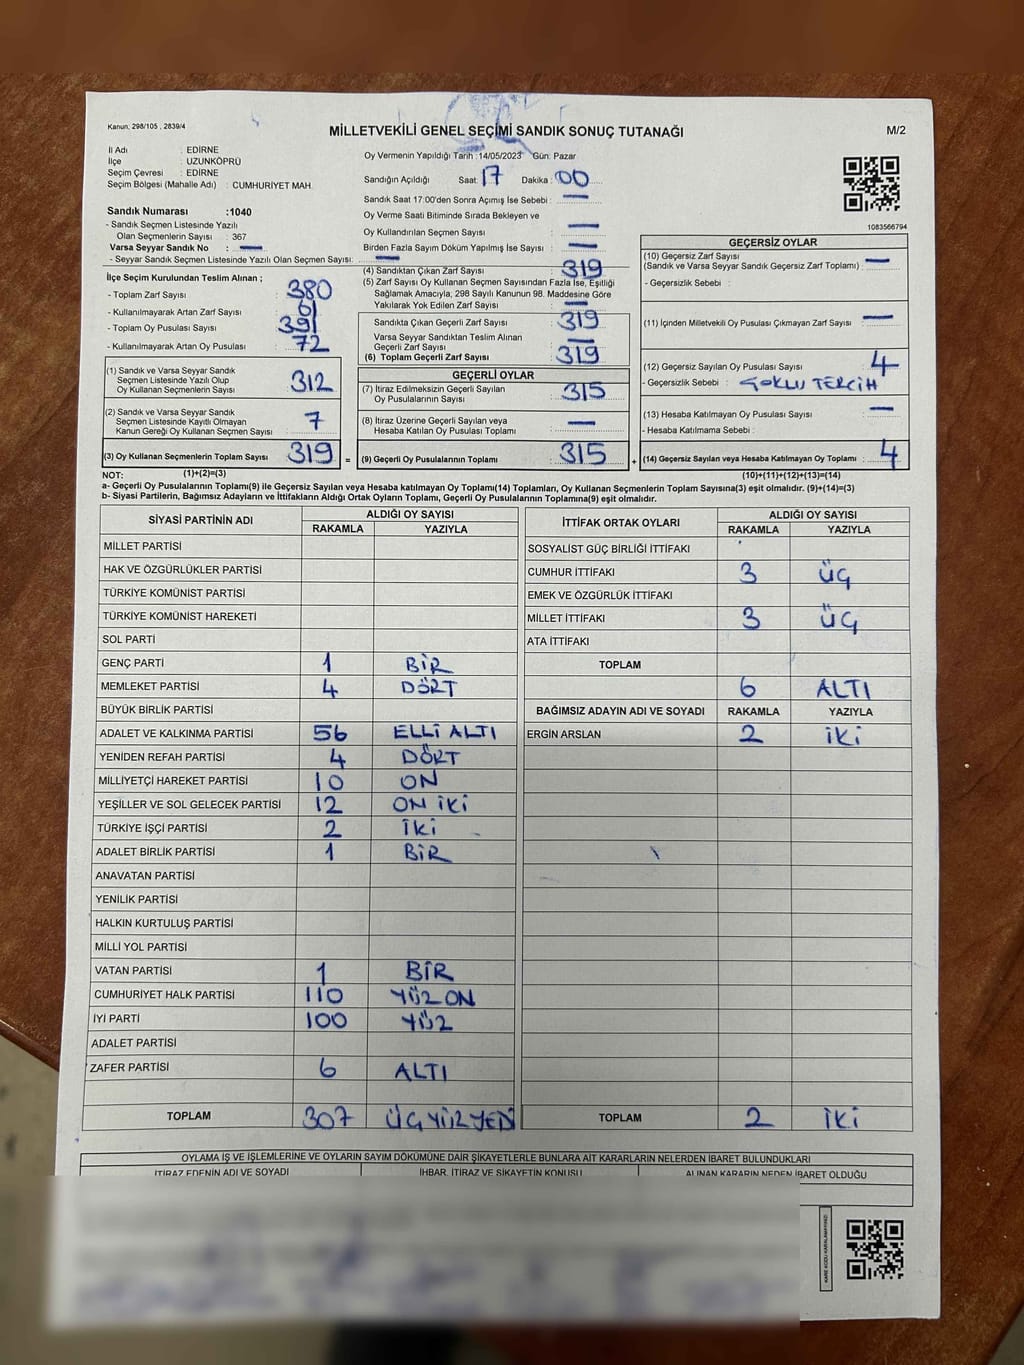 Kanun; 298/105 , 2839/4
MİLLETVEKİLİ GENEL SEÇİMİ SANDIK SONUÇ TUTANAĞI
M/2
İl Adı : EDİRNE
İlçe : UZUNKÖPRÜ
Seçim Çevresi : EDİRNE
Seçim Bölgesi (Mahalle Adı) : CUMHURİYET MAH.
Sandık Numarası :1040
- Sandık Seçmen Listesinde Yazılı
Olan Seçmenlerin Sayısı : 367
Varsa Seyyar Sandık No : —
- Seyyar Sandık Seçmen Listesinde Yazılı Olan Seçmen Sayısı: —
Oy Vermenin Yapıldığı Tarih :14/05/2023 Gün: Pazar
Sandığın Açıldığı Saat: 17 Dakika : 00
Sandık Saat 17:00'den Sonra Açımış İse Sebebi : —
Oy Verme Saati Bitiminde Sırada Bekleyen ve
Oy Kullandırılan Seçmen Sayısı : —
Birden Fazla Sayım Döküm Yapılmış İse Sayısı : —
1083566794
İlçe Seçim Kurulundan Teslim Alınan ;
- Toplam Zarf Sayısı : 380
- Kullanılmayarak Artan Zarf Sayısı : 61
- Toplam Oy Pusulası Sayısı : 391
- Kullanılmayarak Artan Oy Pusulası : 72
(1) Sandık ve Varsa Seyyar Sandık
Seçmen Listesinde Yazılı Olup
Oy Kullanan Seçmenlerin Sayısı : 312
(2) Sandık ve Varsa Seyyar Sandık
Seçmen Listesinde Kayıtlı Olmayan
Kanun Gereği Oy Kullanan Seçmen Sayısı : 7
(3) Oy Kullanan Seçmenlerin Toplam Sayısı : 319
(4) Sandıktan Çıkan Zarf Sayısı : 319
(5) Zarf Sayısı Oy Kullanan Seçmen Sayısından Fazla İse, Eşitliği
Sağlamak Amacıyla; 298 Sayılı Kanunun 98. Maddesine Göre
Yakılarak Yok Edilen Zarf Sayısı : —
Sandıkta Çıkan Geçerli Zarf Sayısı : 319
Varsa Seyyar Sandıktan Teslim Alınan
Geçerli Zarf Sayısı : —
(6) Toplam Geçerli Zarf Sayısı : 319
GEÇERLİ OYLAR
(7) İtiraz Edilmeksizin Geçerli Sayılan
Oy Pusulalarının Sayısı : 315
(8) İtiraz Üzerine Geçerli Sayılan veya
Hesaba Katılan Oy Pusulası Toplamı : —
= (9) Geçerli Oy Pusulalarının Toplamı : 315
GEÇERSİZ OYLAR
(10) Geçersiz Zarf Sayısı
(Sandık ve Varsa Seyyar Sandık Geçersiz Zarf Toplamı) : —
- Geçersizlik Sebebi :
(11) İçinden Milletvekili Oy Pusulası Çıkmayan Zarf Sayısı : —
(12) Geçersiz Sayılan Oy Pusulası Sayısı : 4
- Geçersizlik Sebebi : ÇOKLU TERCİH
(13) Hesaba Katılmayan Oy Pusulası Sayısı : —
- Hesaba Katılmama Sebebi :
+ (14) Geçersiz Sayılan veya Hesaba Katılmayan Oy Toplamı : 4
NOT: (1)+(2)=(3) (10)+(11)+(12)+(13)=(14)
a- Geçerli Oy Pusulalarının Toplamı(9) ile Geçersiz Sayılan veya Hesaba Katılmayan Oy Toplamı(14) Toplamları, Oy Kullanan Seçmenlerin Toplam Sayısına(3) eşit olmalıdır. (9)+(14)=(3)
b- Siyasi Partilerin, Bağımsız Adayların ve İttifakların Aldığı Ortak Oyların Toplamı, Geçerli Oy Pusulalarının Toplamına(9) eşit olmalıdır.
SİYASİ PARTİNİN ADI ALDIĞI OY SAYISI
RAKAMLA YAZIYLA
MİLLET PARTİSİ
HAK VE ÖZGÜRLÜKLER PARTİSİ
TÜRKİYE KOMÜNİST PARTİSİ
TÜRKİYE KOMÜNİST HAREKETİ
SOL PARTİ
GENÇ PARTİ 1 BİR
MEMLEKET PARTİSİ 4 DÖRT
BÜYÜK BİRLİK PARTİSİ
ADALET VE KALKINMA PARTİSİ 56 ELLİ ALTI
YENİDEN REFAH PARTİSİ 4 DÖRT
MİLLİYETÇİ HAREKET PARTİSİ 10 ON
YEŞİLLER VE SOL GELECEK PARTİSİ 12 ON İKİ
TÜRKİYE İŞÇİ PARTİSİ 2 İKİ
ADALET BİRLİK PARTİSİ 1 BİR
ANAVATAN PARTİSİ
YENİLİK PARTİSİ
HALKIN KURTULUŞ PARTİSİ
MİLLİ YOL PARTİSİ
VATAN PARTİSİ 1 BİR
CUMHURİYET HALK PARTİSİ 110 YÜZ ON
İYİ PARTİ 100 YÜZ
ADALET PARTİSİ
ZAFER PARTİSİ 6 ALTI
TOPLAM 307 ÜÇ YÜZ YEDİ
İTTİFAK ORTAK OYLARI ALDIĞI OY SAYISI
RAKAMLA YAZIYLA
SOSYALİST GÜÇ BİRLİĞİ İTTİFAKI
CUMHUR İTTİFAKI 3 ÜÇ
EMEK VE ÖZGÜRLÜK İTTİFAKI
MİLLET İTTİFAKI 3 ÜÇ
ATA İTTİFAKI
TOPLAM
6 ALTI
BAĞIMSIZ ADAYIN ADI VE SOYADI RAKAMLA YAZIYLA
ERGİN ARSLAN 2 İKİ
TOPLAM 2 İKİ
OYLAMA İŞ VE İŞLEMLERİNE VE OYLARIN SAYIM DÖKÜMÜNE DAİR ŞİKAYETLERLE BUNLARA AİT KARARLARIN NELERDEN İBARET BULUNDUKLARI
İTİRAZ EDENİN ADI VE SOYADI İHBAR, İTİRAZ VE ŞİKAYETİN KONUSU ALINAN KARARIN NEDEN İBARET OLDUĞU
KARE KODU KARALAMAYINIZ!